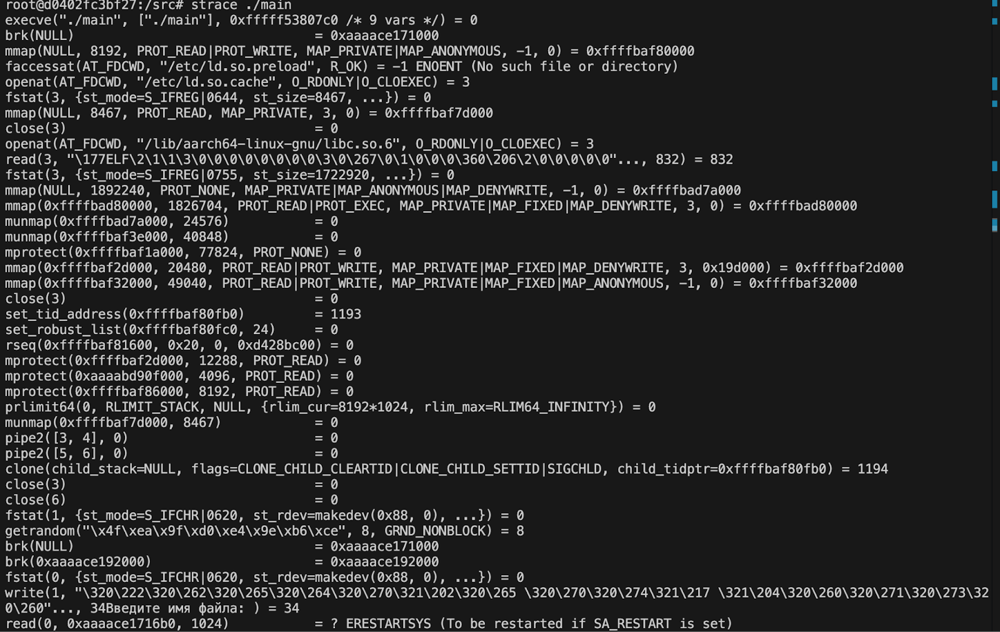 root@d0402fc3bf27:/src# strace ./main
execve("./main", ["./main"], 0xfffff53807c0 /* 9 vars */) = 0
brk(NULL)                               = 0xaaaace171000
mmap(NULL, 8192, PROT_READ|PROT_WRITE, MAP_PRIVATE|MAP_ANONYMOUS, -1, 0) = 0xffffbaf80000
faccessat(AT_FDCWD, "/etc/ld.so.preload", R_OK) = -1 ENOENT (No such file or directory)
openat(AT_FDCWD, "/etc/ld.so.cache", O_RDONLY|O_CLOEXEC) = 3
fstat(3, {st_mode=S_IFREG|0644, st_size=8467, ...}) = 0
mmap(NULL, 8467, PROT_READ, MAP_PRIVATE, 3, 0) = 0xffffbaf7d000
close(3)                                = 0
openat(AT_FDCWD, "/lib/aarch64-linux-gnu/libc.so.6", O_RDONLY|O_CLOEXEC) = 3
read(3, "\177ELF\2\1\1\3\0\0\0\0\0\0\0\0\3\0\267\0\1\0\0\0\360\206\2\0\0\0\0\0"..., 832) = 832
fstat(3, {st_mode=S_IFREG|0755, st_size=1722920, ...}) = 0
mmap(NULL, 1892240, PROT_NONE, MAP_PRIVATE|MAP_ANONYMOUS|MAP_DENYWRITE, -1, 0) = 0xffffbad7a000
mmap(0xffffbad80000, 1826704, PROT_READ|PROT_EXEC, MAP_PRIVATE|MAP_FIXED|MAP_DENYWRITE, 3, 0) = 0xffffbad80000
munmap(0xffffbad7a000, 24576)           = 0
munmap(0xffffbaf3e000, 40848)           = 0
mprotect(0xffffbaf1a000, 77824, PROT_NONE) = 0
mmap(0xffffbaf2d000, 20480, PROT_READ|PROT_WRITE, MAP_PRIVATE|MAP_FIXED|MAP_DENYWRITE, 3, 0x19d000) = 0xffffbaf2d000
mmap(0xffffbaf32000, 49040, PROT_READ|PROT_WRITE, MAP_PRIVATE|MAP_FIXED|MAP_ANONYMOUS, -1, 0) = 0xffffbaf32000
close(3)                                = 0
set_tid_address(0xffffbaf80fb0)         = 1193
set_robust_list(0xffffbaf80fc0, 24)     = 0
rseq(0xffffbaf81600, 0x20, 0, 0xd428bc00) = 0
mprotect(0xffffbaf2d000, 12288, PROT_READ) = 0
mprotect(0xaaaabd90f000, 4096, PROT_READ) = 0
mprotect(0xffffbaf86000, 8192, PROT_READ) = 0
prlimit64(0, RLIMIT_STACK, NULL, {rlim_cur=8192*1024, rlim_max=RLIM64_INFINITY}) = 0
munmap(0xffffbaf7d000, 8467)            = 0
pipe2([3, 4], 0)                        = 0
pipe2([5, 6], 0)                        = 0
clone(child_stack=NULL, flags=CLONE_CHILD_CLEARTID|CLONE_CHILD_SETTID|SIGCHLD, child_tidptr=0xffffbaf80fb0) = 1194
close(3)                                = 0
close(6)                                = 0
fstat(1, {st_mode=S_IFCHR|0620, st_rdev=makedev(0x88, 0), ...}) = 0
getrandom("\x4f\xea\x9f\xd0\xe4\x9e\xb6\xce", 8, GRND_NONBLOCK) = 8
brk(NULL)                               = 0xaaaace171000
brk(0xaaaace192000)                     = 0xaaaace192000
fstat(0, {st_mode=S_IFCHR|0620, st_rdev=makedev(0x88, 0), ...}) = 0
write(1, "\320\222\320\262\320\265\320\264\320\270\321\202\320\265 \320\270\320\274\321\217 \321\204\320\260\320\271\320\273\32
0\260"..., 34Введите имя файла: ) = 34
read(0, 0xaaaace1716b0, 1024)           = ? ERESTARTSYS (To be restarted if SA_RESTART is set)